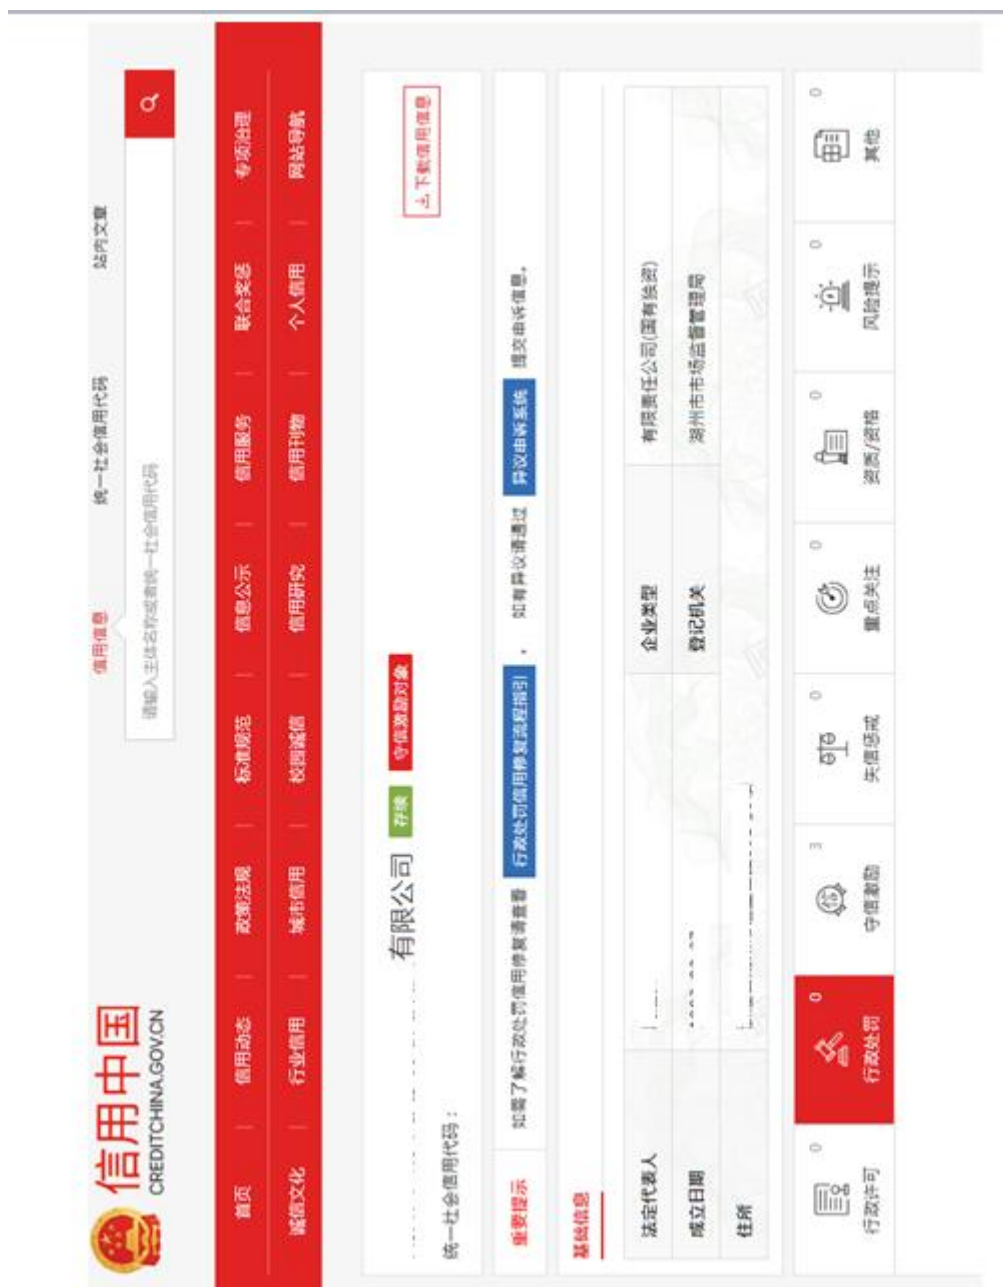 信用中国
CREDITCHINA.GOV.CN
信用信息 统一社会信用代码 站内文章
请输入主体名称或者统一社会信用代码
首页 | 信用动态 | 政策法规 | 标准规范 | 信息公示 | 信用服务 | 联合奖惩 | 专项治理
诚信文化 | 行业信用 | 城市信用 | 校园诚信 | 信用研究 | 信用刊物 | 个人信用 | 网站导航
有限公司 存续 守信激励对象
下载信用信息
统一社会信用代码：
重要提示 如需了解行政处罚信用修复请查看 行政处罚信用修复流程指引 ， 如有异议请通过 异议申诉系统 提交申诉信息。
基础信息
法定代表人 企业类型 有限责任公司(国有独资)
成立日期 登记机关 湖州市市场监督管理局
住所
行政许可 0
行政处罚 0
守信激励 3
失信惩戒 0
重点关注 0
资质/资格 0
风险提示 0
其他 0